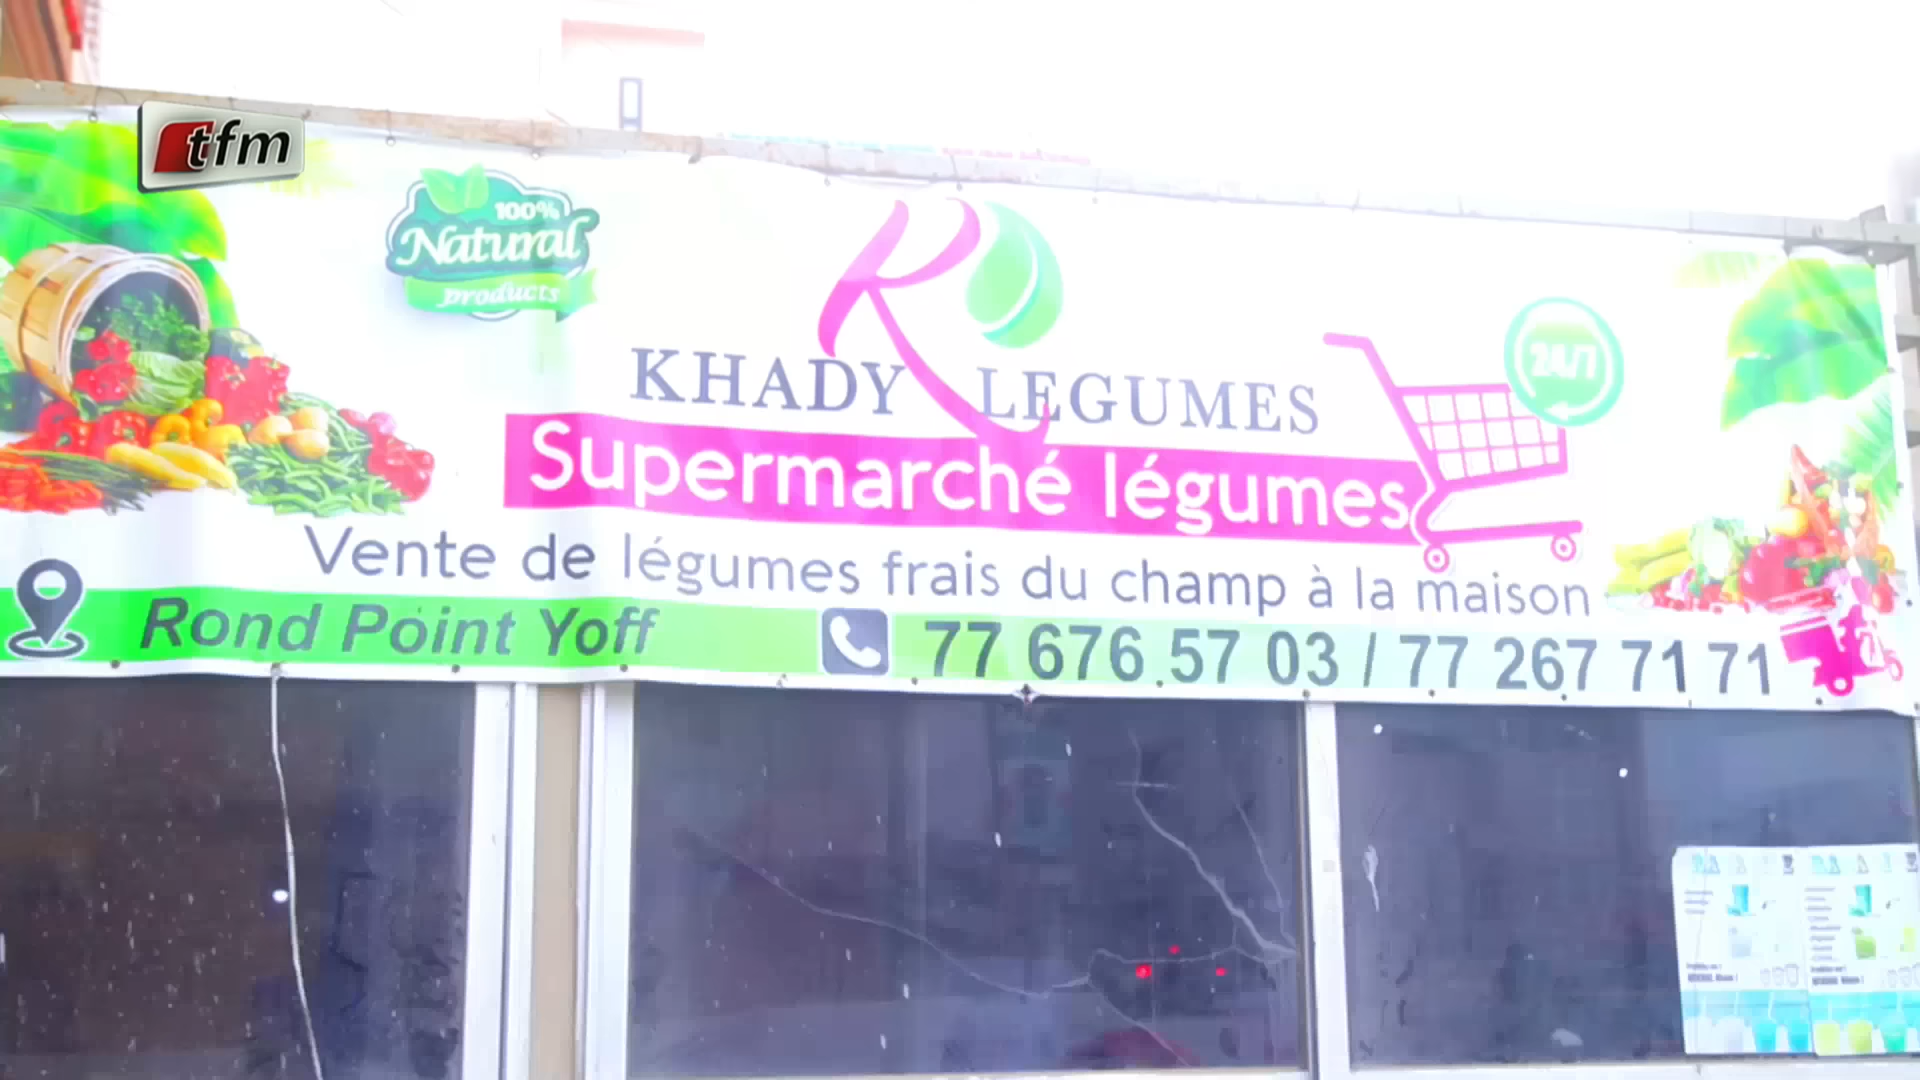 tfm
100%
Natural
products
KHADY LEGUMES
24/7
Supermarché légumes
Vente de légumes frais du champ à la maison
Rond Point Yoff
77 676.57 03 / 77 267 71 71